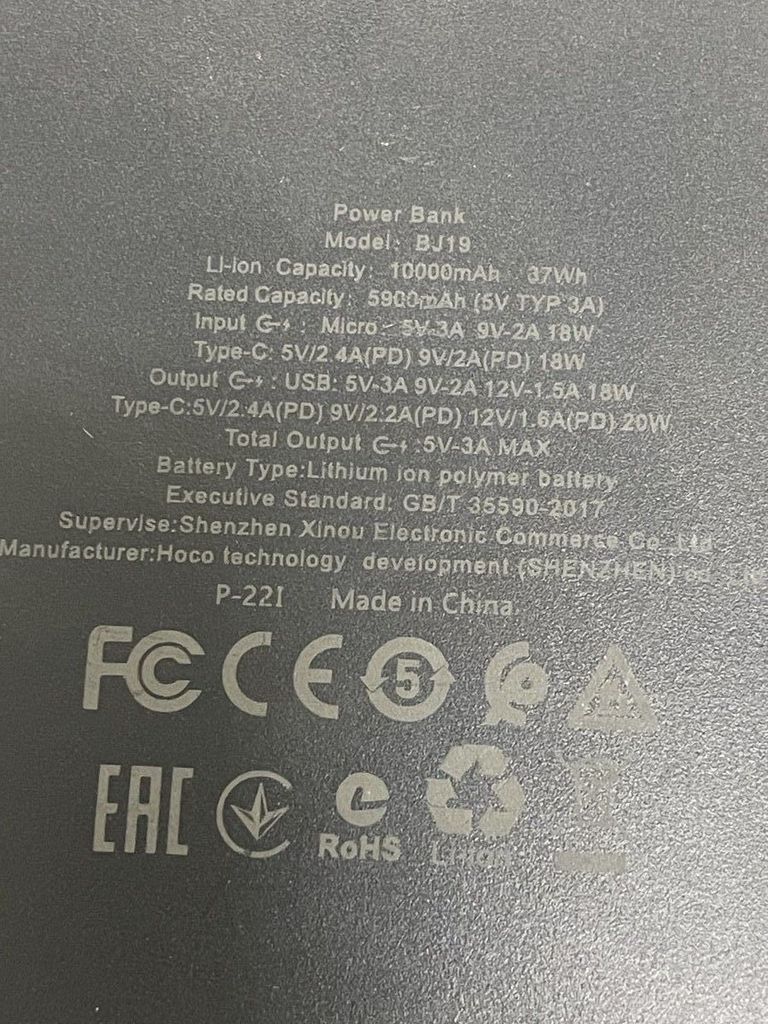 Power Bank
Model: BJ19
Li-ion Capacity: 10000mAh 37Wh
Rated Capacity: 5900mAh (5V TYP 3A)
Input : Micro 5V-3A 9V-2A 18W
Type-C: 5V/2.4A(PD) 9V/2A(PD) 18W
Output : USB: 5V-3A 9V-2A 12V-1.5A 18W
Type-C:5V/2.4A(PD) 9V/2.2A(PD) 12V/1.6A(PD) 20W
Total Output :5V-3A MAX
Battery Type:Lithium ion polymer battery
Executive Standard: GB/T 35590-2017
Supervise:Shenzhen Xinou Electronic Commerce Co.,Ltd
Manufacturer:Hoco technology development (SHENZHEN)
P-22I Made in China
FC CE 5
EAC RoHS Li-ion